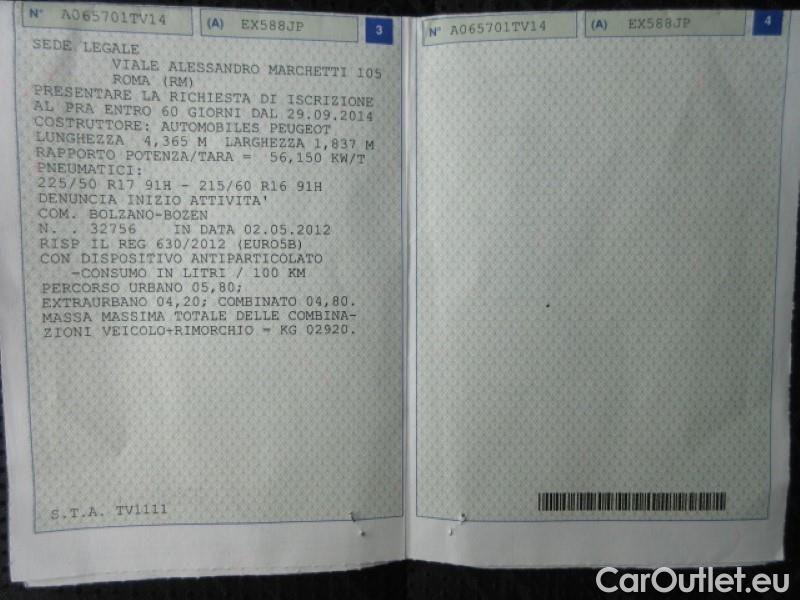 N° A065701TV14 (A) EX588JP 3
SEDE LEGALE
VIALE ALESSANDRO MARCHETTI 105
ROMA (RM)
PRESENTARE LA RICHIESTA DI ISCRIZIONE
AL PRA ENTRO 60 GIORNI DAL 29.09.2014
COSTRUTTORE: AUTOMOBILES PEUGEOT
LUNGHEZZA 4,365 M LARGHEZZA 1,837 M
RAPPORTO POTENZA/TARA = 56,150 KW/T
PNEUMATICI:
225/50 R17 91H - 215/60 R16 91H
DENUNCIA INIZIO ATTIVITA'
COM. BOLZANO-BOZEN
N. . 32756 IN DATA 02.05.2012
RISP IL REG 630/2012 (EURO5B)
CON DISPOSITIVO ANTIPARTICOLATO
-CONSUMO IN LITRI / 100 KM
PERCORSO URBANO 05,80;
EXTRAURBANO 04,20; COMBINATO 04,80.
MASSA MASSIMA TOTALE DELLE COMBINA-
ZIONI VEICOLO+RIMORCHIO = KG 02920.
S.T.A. TV1111
N° A065701TV14 (A) EX588JP 4
CarOutlet.eu